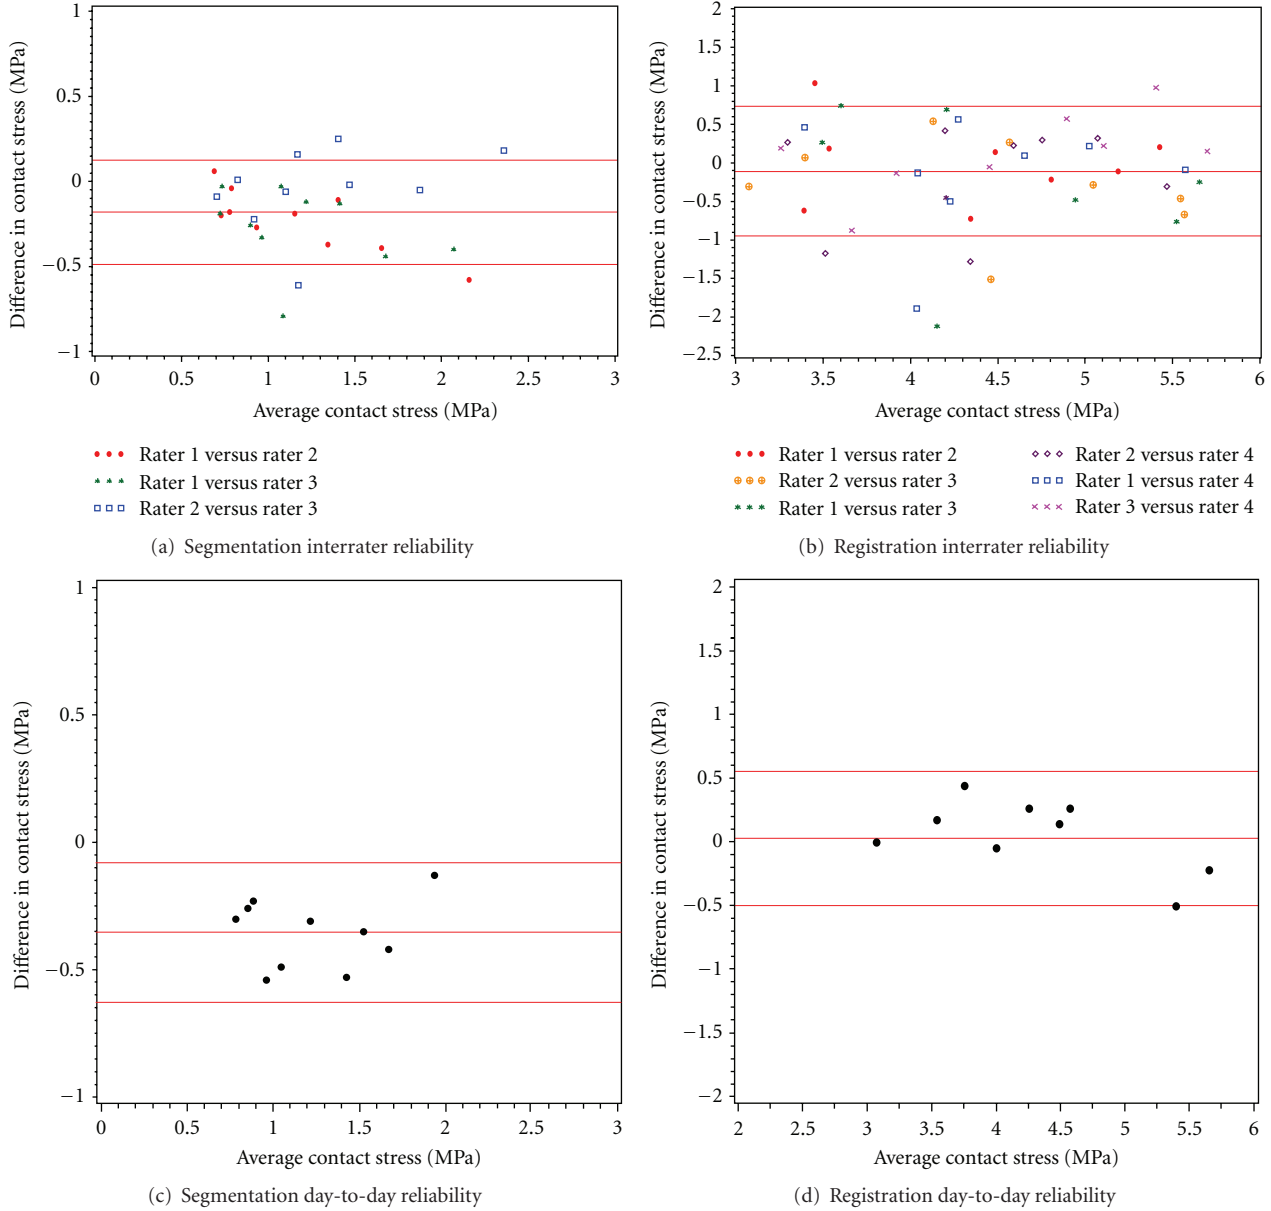 1
0.5
0
−0.5
−1
0 0.5 1 1.5 2 2.5 3
Difference in contact stress (MPa)
Average contact stress (MPa)
Rater 1 versus rater 2
Rater 1 versus rater 3
Rater 2 versus rater 3
(a) Segmentation interrater reliability
2
1
0.5
0
−0.5
−1
−1.5
−2
−2.5
3 3.5 4 4.5 5 5.5 6
Difference in contact stress (MPa)
Average contact stress (MPa)
Rater 1 versus rater 2
Rater 2 versus rater 3
Rater 1 versus rater 3
Rater 2 versus rater 4
Rater 1 versus rater 4
Rater 3 versus rater 4
(b) Registration interrater reliability
1
0.5
0
−0.5
−1
0 0.5 1 1.5 2 2.5 3
Difference in contact stress (MPa)
Average contact stress (MPa)
(c) Segmentation day-to-day reliability
2
1.5
1
0.5
0
−0.5
−1
−1.5
−2
2 2.5 3 3.5 4 4.5 5 5.5 6
Difference in contact stress (MPa)
Average contact stress (MPa)
(d) Registration day-to-day reliability